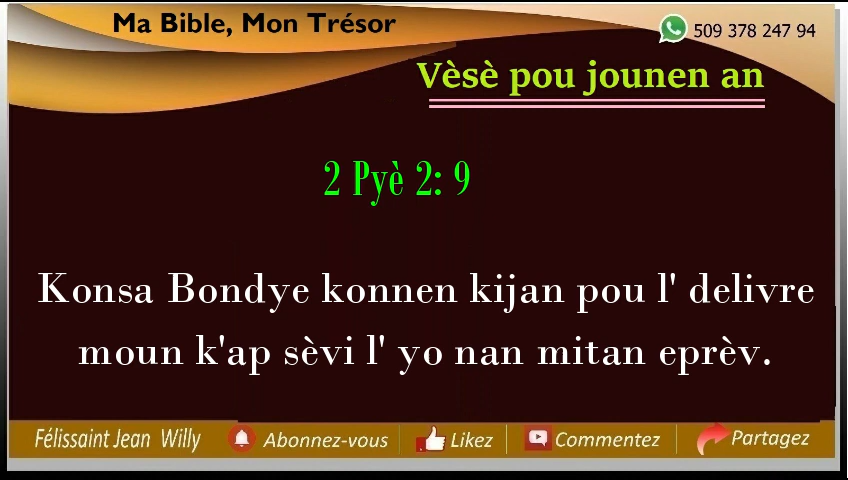 Ma Bible, Mon Trésor
509 378 247 94
Vèsè pou jounen an
2 Pyè 2: 9
Konsa Bondye konnen kijan pou l' delivre
moun k'ap sèvi l' yo nan mitan eprèv.
Félissaint Jean Willy Abonnez-vous Likez Commentez Partagez